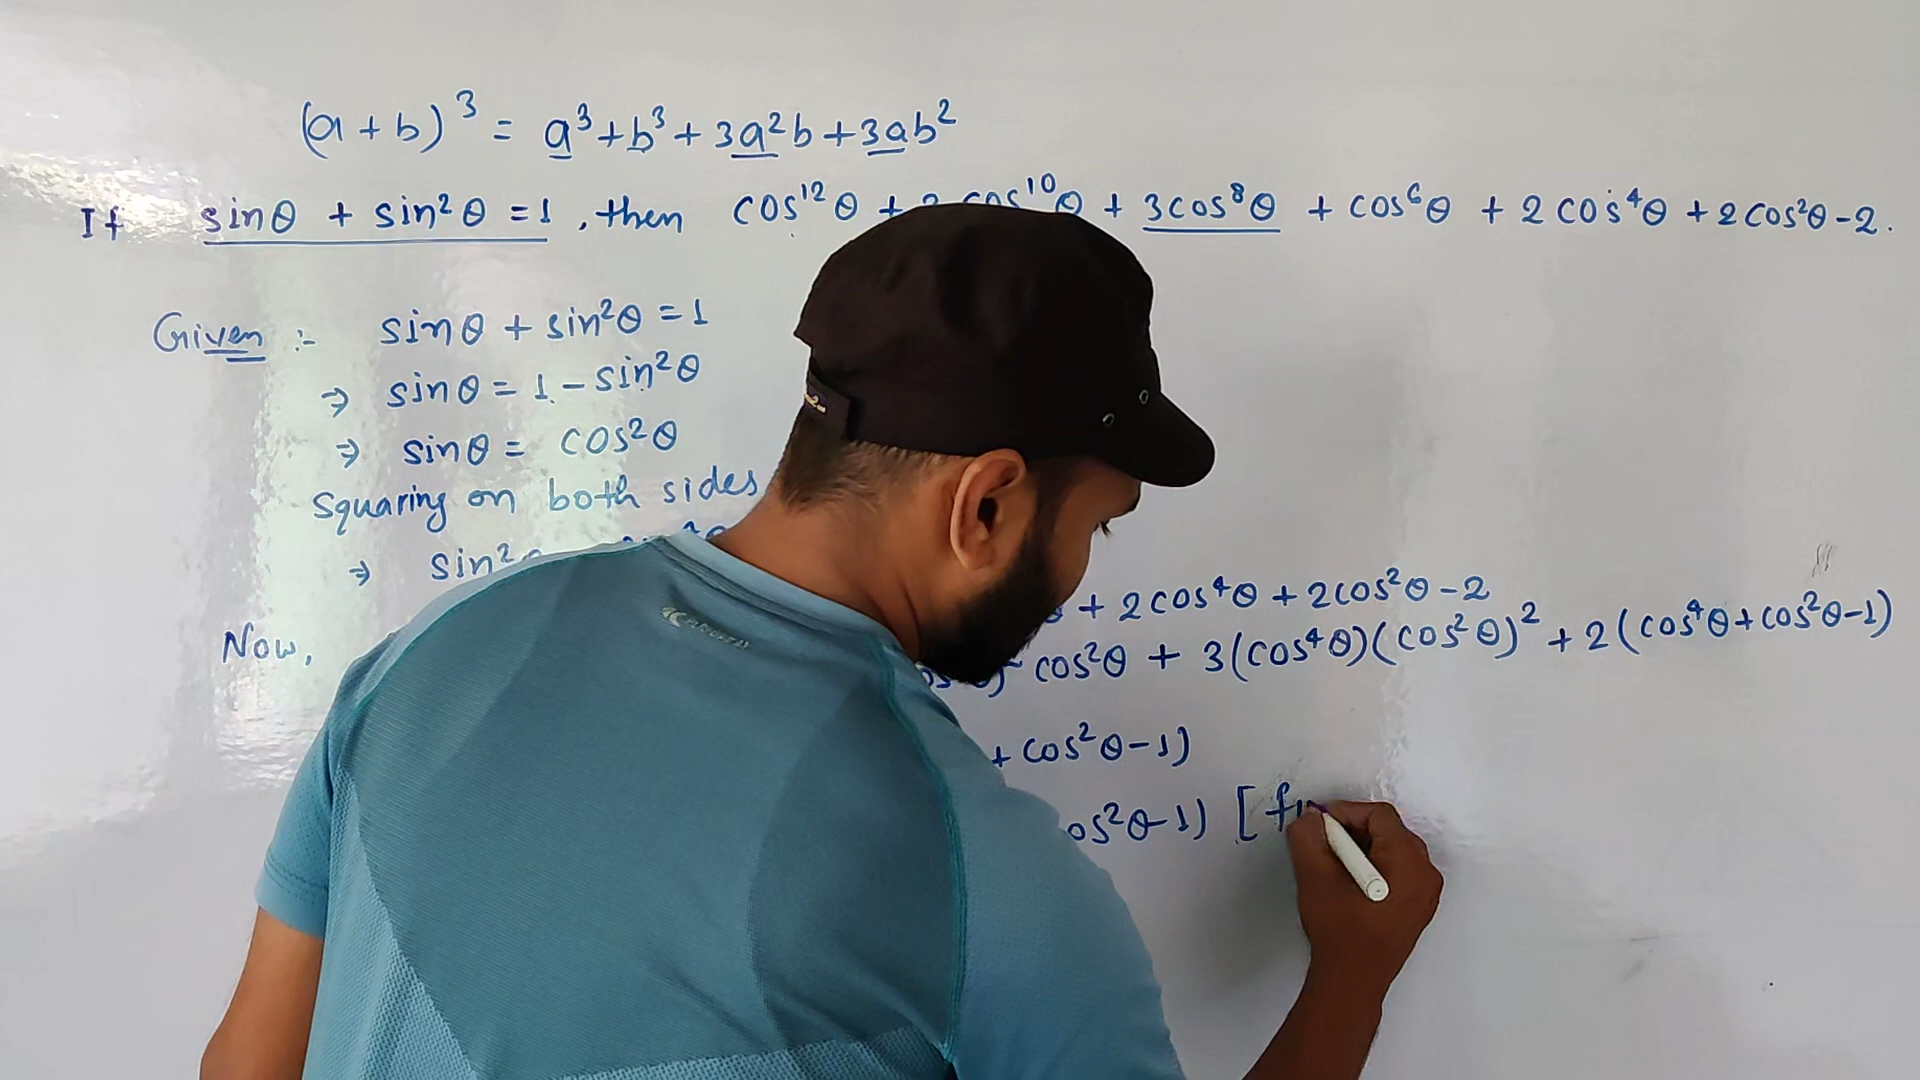 (a+b)³ = a³+b³+3a²b+3ab²
If sinθ + sin²θ = 1, then cos¹²θ + cos¹⁰θ + 3cos⁸θ + cos⁶θ + 2cos⁴θ + 2cos²θ-2.
Given :- sinθ + sin²θ = 1
⇒ sinθ = 1 - sin²θ
⇒ sinθ = cos²θ
Squaring on both sides
⇒ sin²
+ 2cos⁴θ + 2cos²θ - 2
Now, cos²θ + 3(cos⁴θ)(cos²θ)² + 2(cos⁴θ+cos²θ-1)
+ cos²θ-1)
os²θ-1) [